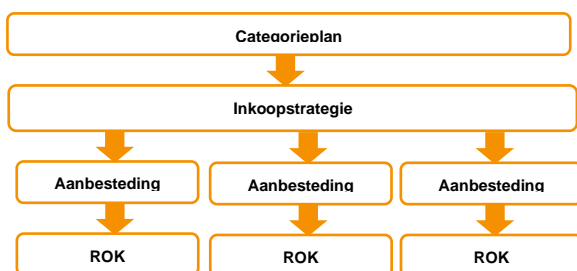 Categorieplan
Inkoopstrategie
Aanbesteding Aanbesteding Aanbesteding
ROK ROK ROK